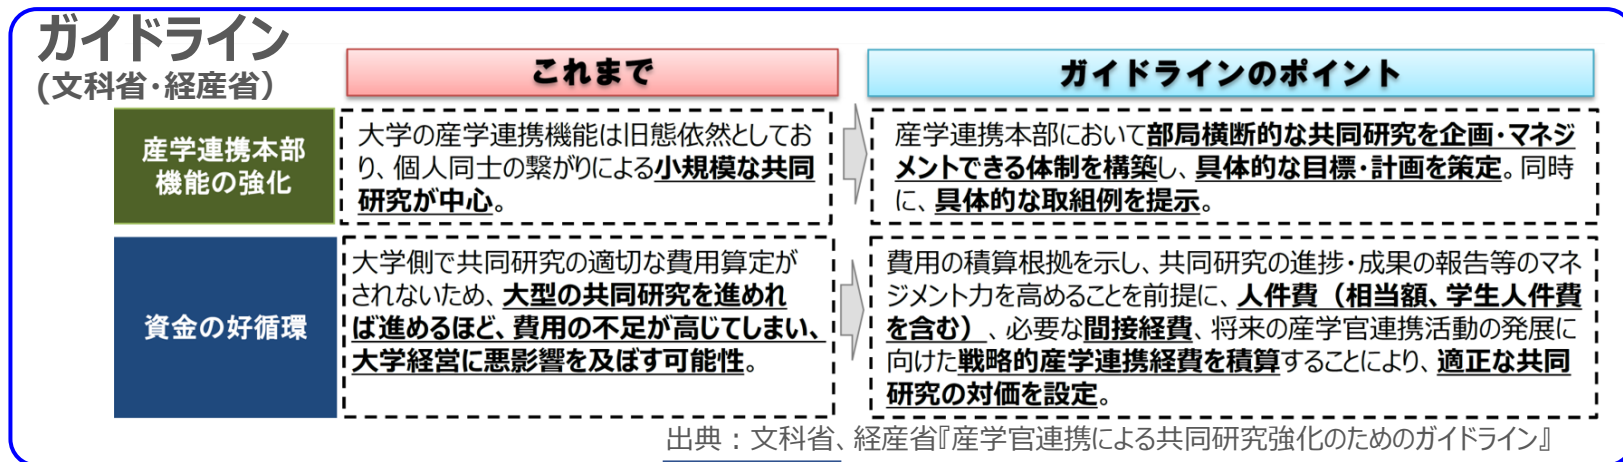 ガイドライン
(文科省・経産省)
これまで
ガイドラインのポイント
産学連携本部
機能の強化
大学の産学連携機能は旧態依然としてお
り、個人同士の繋がりによる小規模な共同
研究が中心。
産学連携本部において部局横断的な共同研究を企画・マネジ
メントできる体制を構築し、具体的な目標・計画を策定。同時
に、具体的な取組例を提示。
資金の好循環
大学側で共同研究の適切な費用算定が
されないため、大型の共同研究を進めれ
ば進めるほど、費用の不足が高じてしまい、
大学経営に悪影響を及ぼす可能性。
費用の積算根拠を示し、共同研究の進捗・成果の報告等のマネ
ジメント力を高めることを前提に、人件費（相当額、学生人件費
を含む）、必要な間接経費、将来の産学官連携活動の発展に
向けた戦略的産学連携経費を積算することにより、適正な共同
研究の対価を設定。
出典：文科省、経産省『産学官連携による共同研究強化のためのガイドライン』